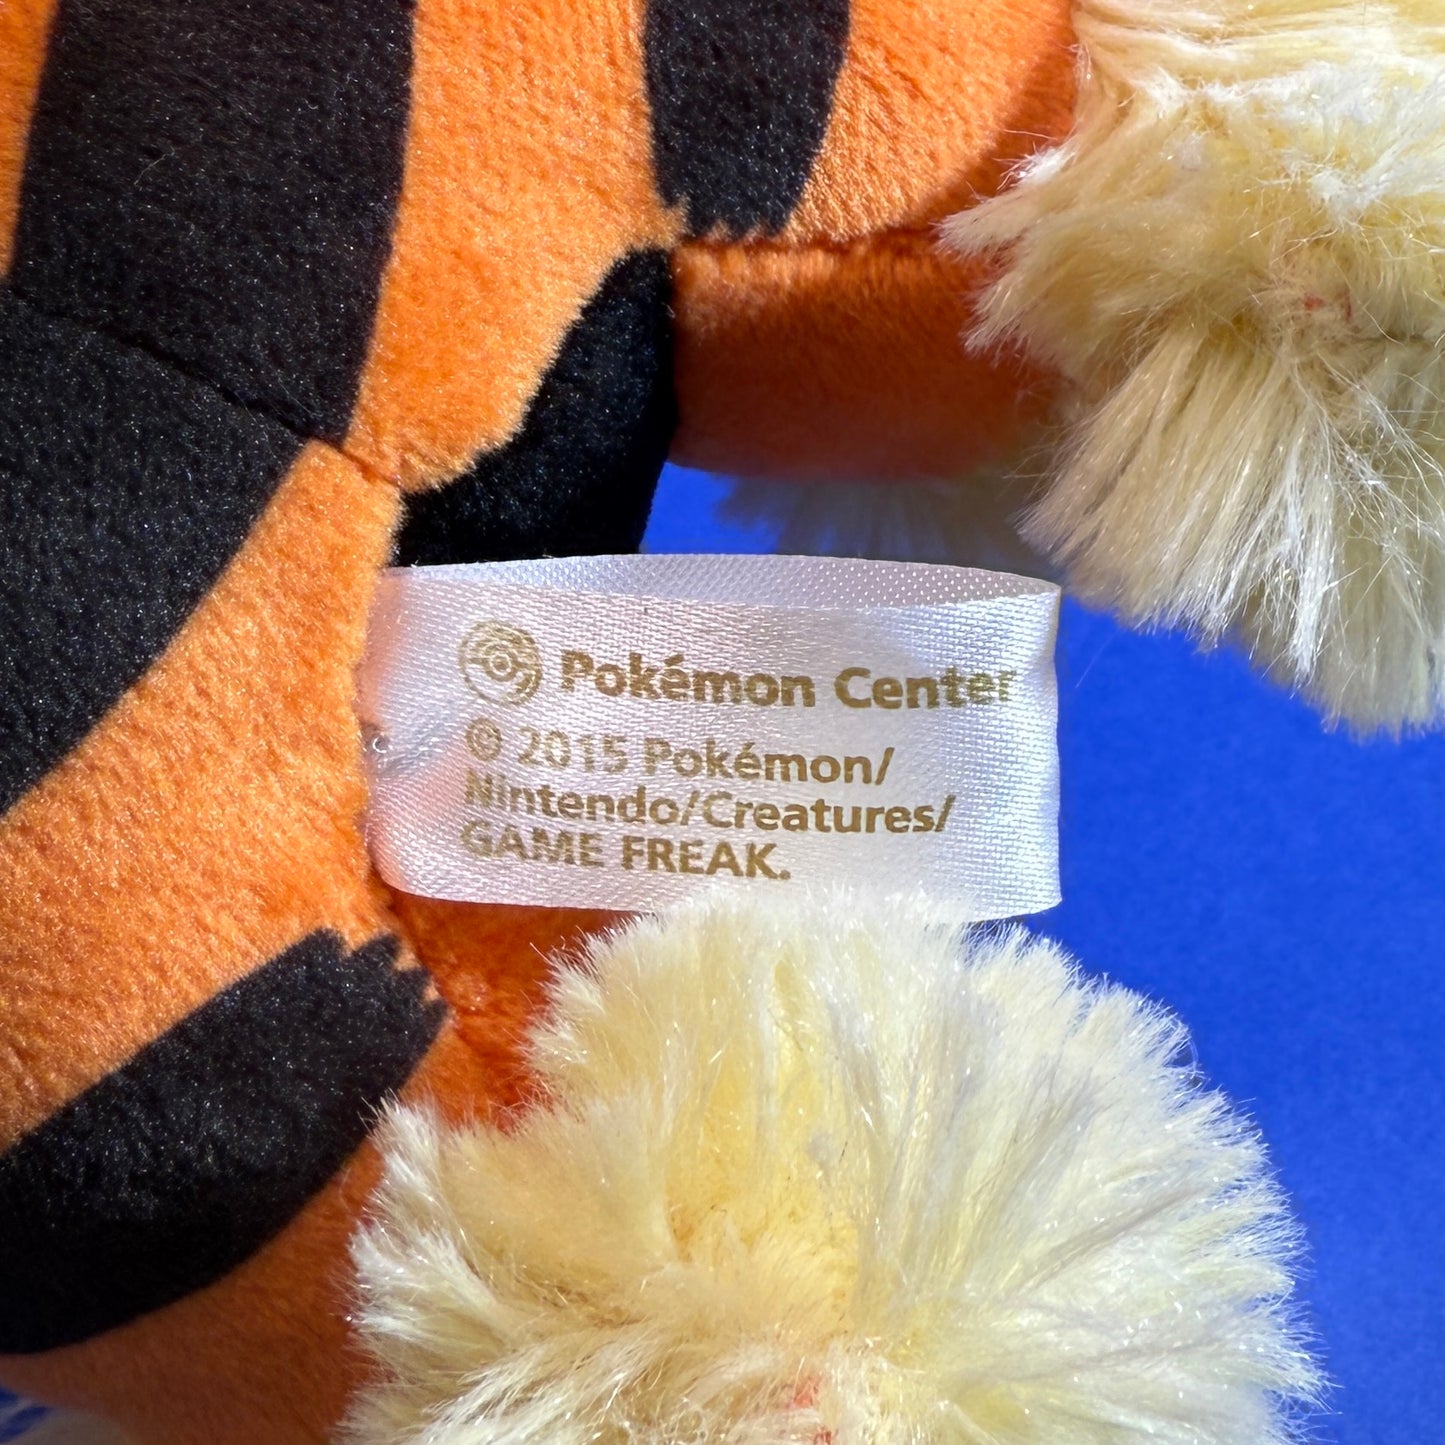 Pokémon Center
© 2015 Pokémon/
Nintendo/Creatures/
GAME FREAK.